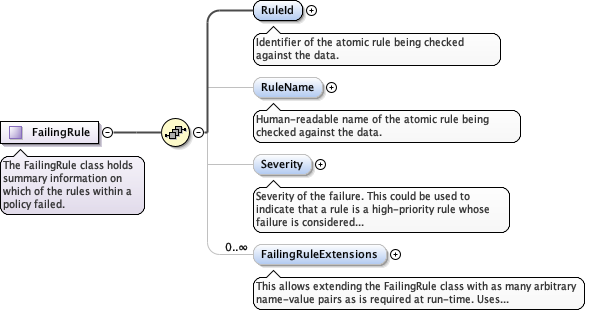 RuleId
Identifier of the atomic rule being checked
against the data.
RuleName
Human-readable name of the atomic rule being
checked against the data.
FailingRule
The FailingRule class holds
summary information on
which of the rules within a
policy failed.
Severity
Severity of the failure. This could be used to
indicate that a rule is a high-priority rule whose
failure is considered...
0..∞
FailingRuleExtensions
This allows extending the FailingRule class with as many arbitrary
name-value pairs as is required at run-time. Uses...